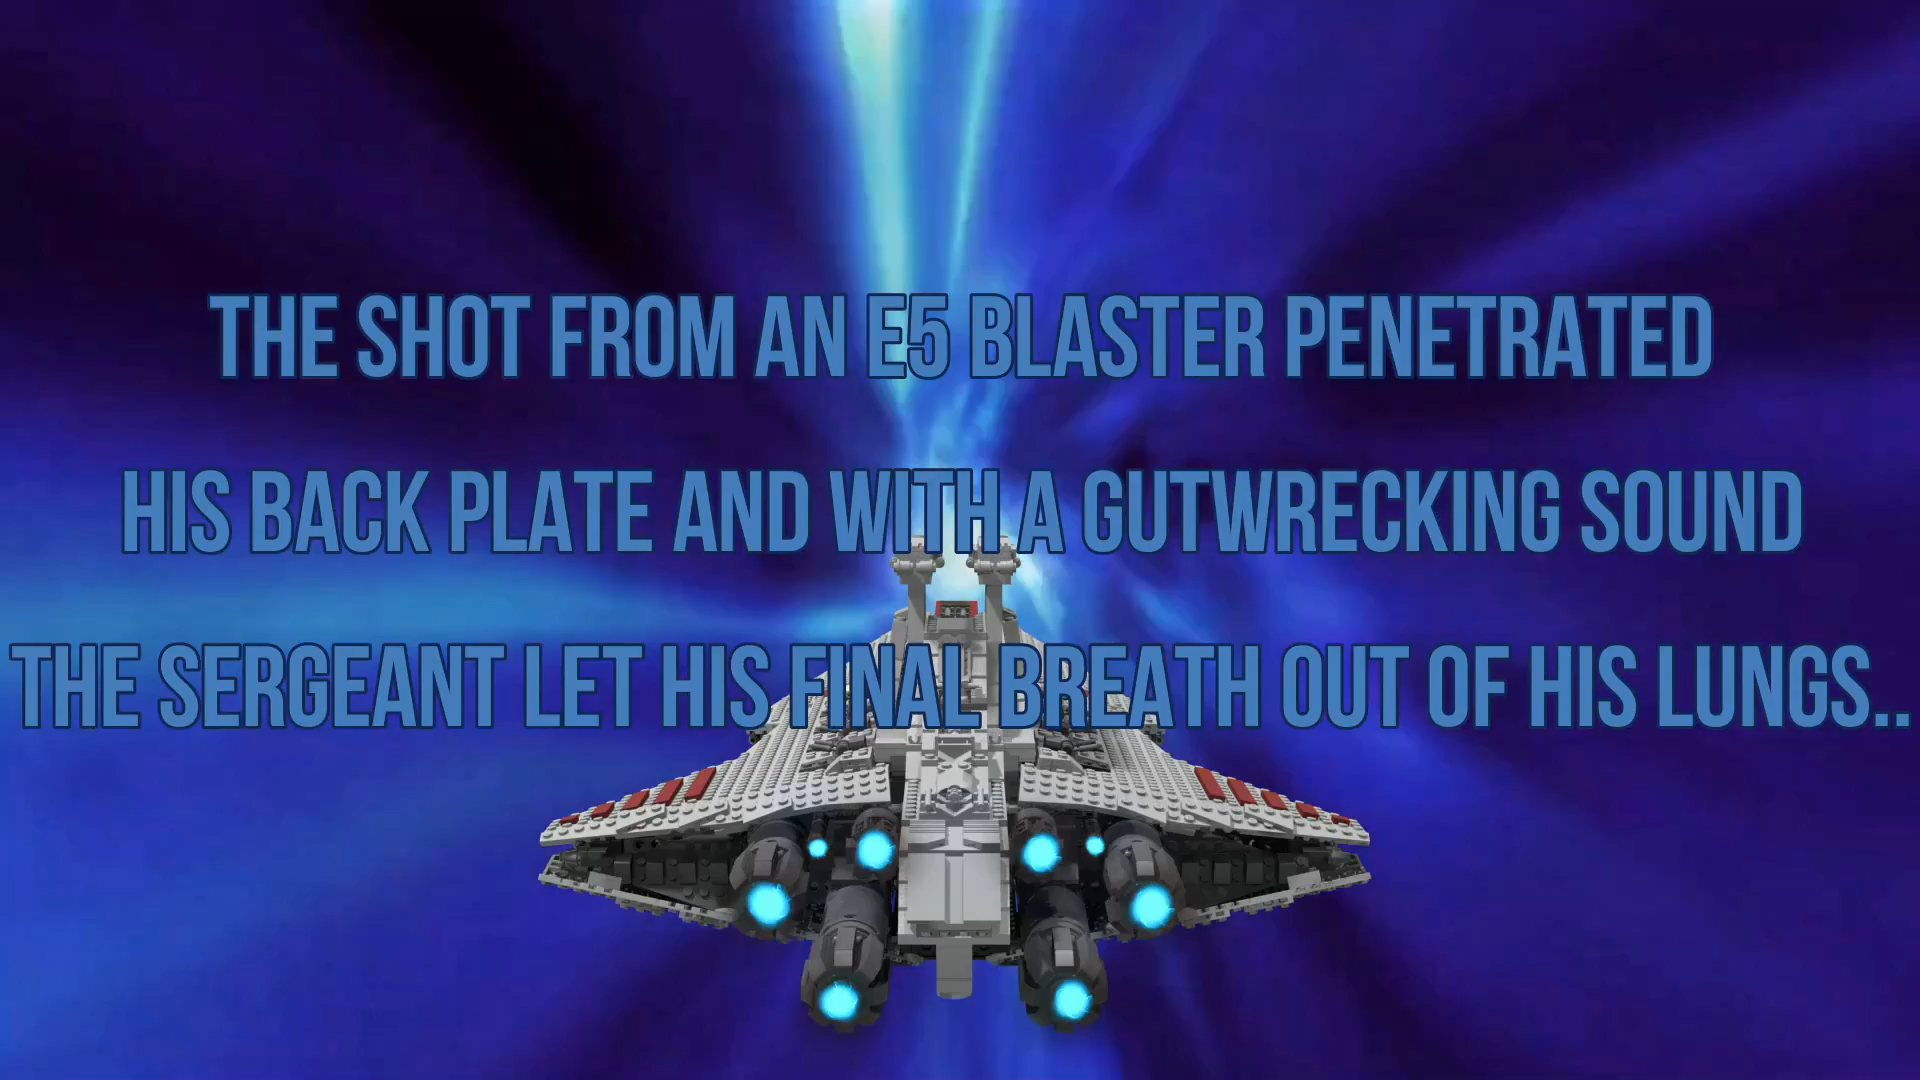 THE SHOT FROM AN E5 BLASTER PENETRATED
HIS BACK PLATE AND WITH A GUTWRECKING SOUND
THE SERGEANT LET HIS FINAL BREATH OUT OF HIS LUNGS..